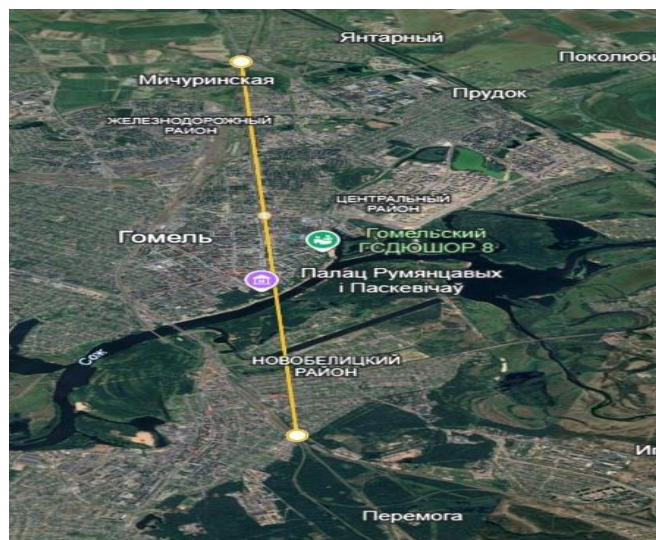 Янтарный
Поколюби
Мичуринская
Прудок
ЖЕЛЕЗНОДОРОЖНЫЙ
РАЙОН
ЦЕНТРАЛЬНЫЙ
РАЙОН
Гомель
Гомельский
ГСДЮШОР 8
Палац Румянцавых
і Паскевічаў
Сож
НОВОБЕЛИЦКИЙ
РАЙОН
Иг
Перемога